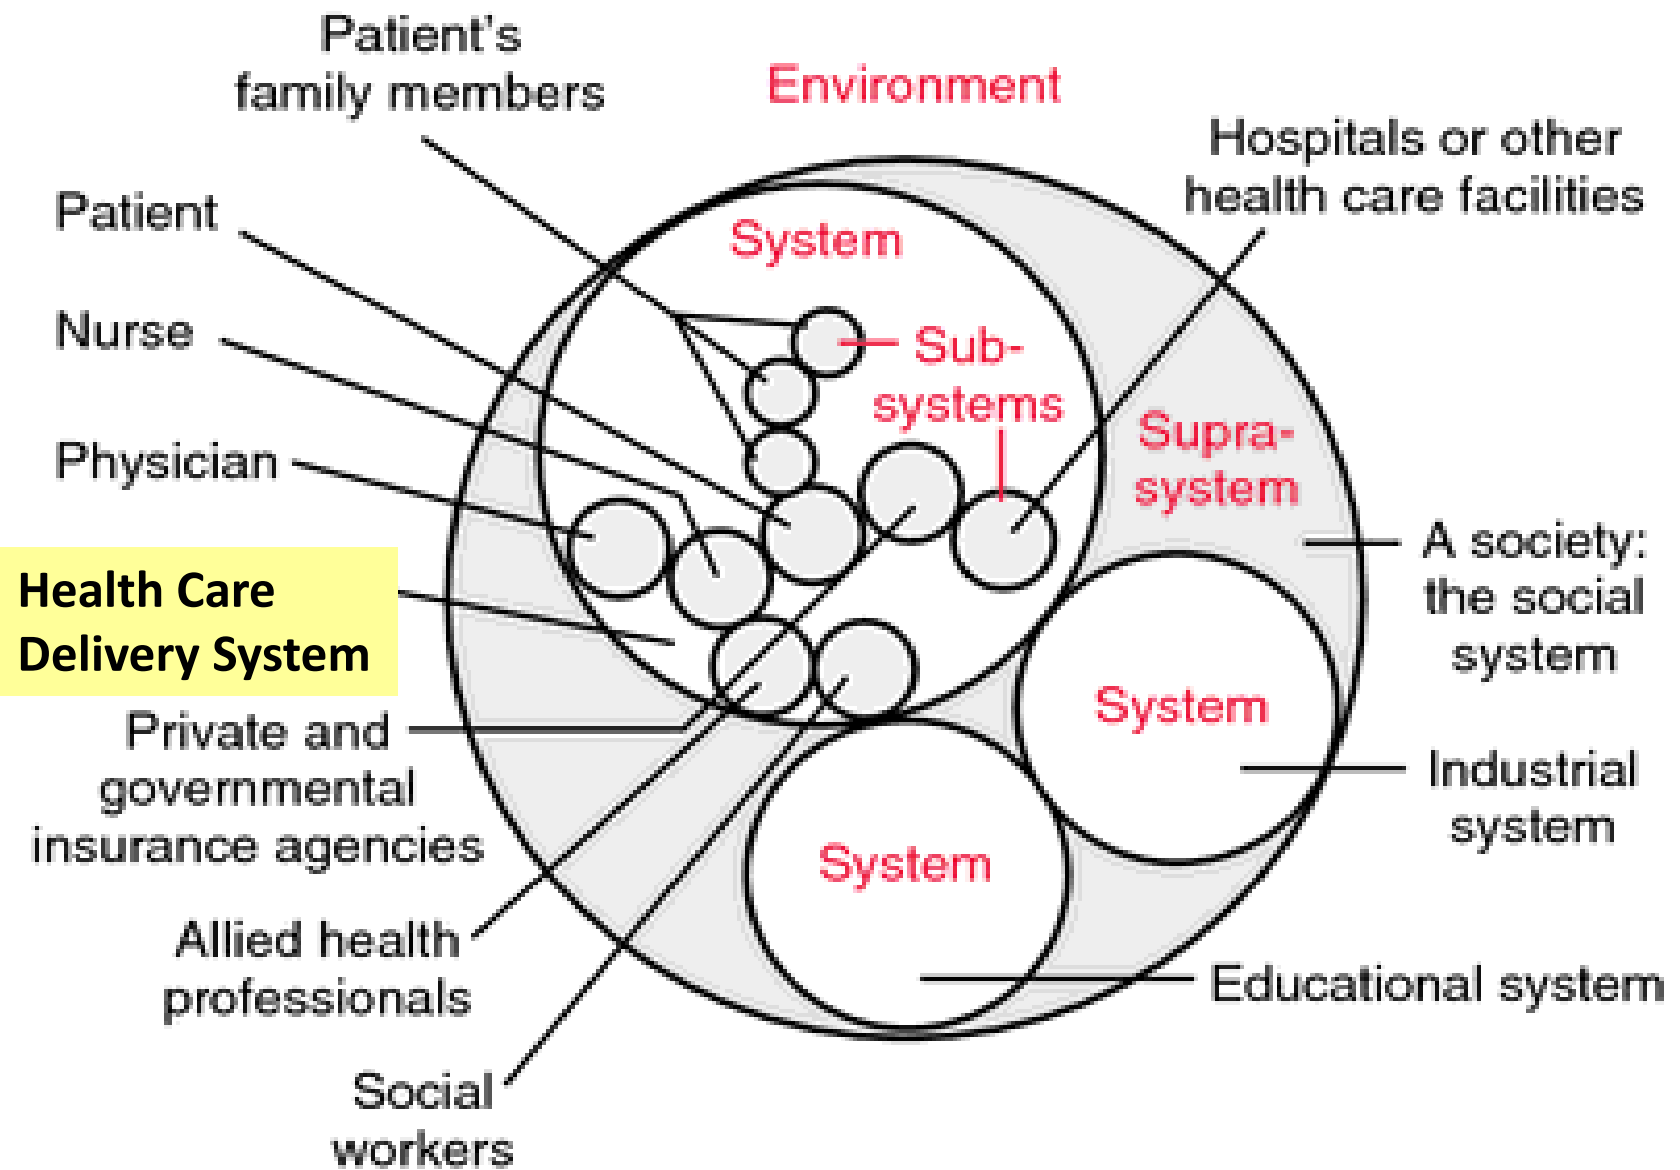 Patient's
family members
Environment
Hospitals or other
health care facilities
Patient
System
Nurse
Sub-
systems
Physician
Supra-
system
A society:
the social
system
Health Care
Delivery System
System
Private and
governmental
insurance agencies
Industrial
system
System
Allied health
professionals
Educational system
Social
workers